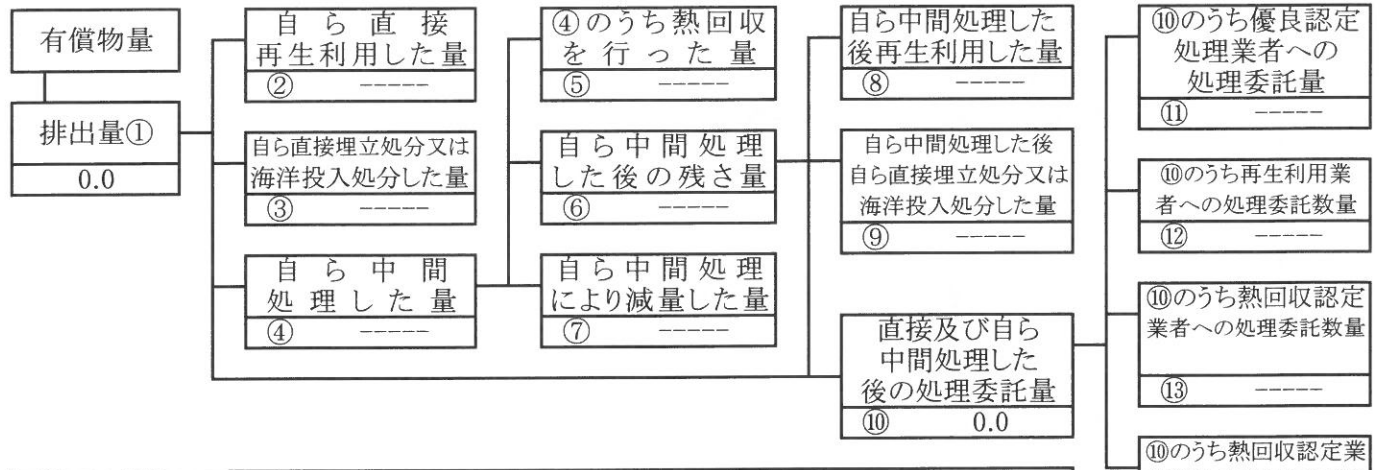 有償物量
排出量①
0.0
自ら直接
再生利用した量
② -----
自ら直接埋立処分又は
海洋投入処分した量
③ -----
自ら中間
処理した量
④ -----
④のうち熱回収
を行った量
⑤ -----
自ら中間処理
した後の残さ量
⑥ -----
自ら中間処理
により減量した量
⑦ -----
自ら中間処理した
後再生利用した量
⑧ -----
自ら中間処理した後
自ら直接埋立処分又は
海洋投入処分した量
⑨ -----
直接及び自ら
中間処理した
後の処理委託量
⑩ 0.0
⑩のうち優良認定
処理業者への
処理委託量
⑪ -----
⑩のうち再生利用業
者への処理委託数量
⑫ -----
⑩のうち熱回収認定
業者への処理委託数量
⑬ -----
⑩のうち熱回収認定業